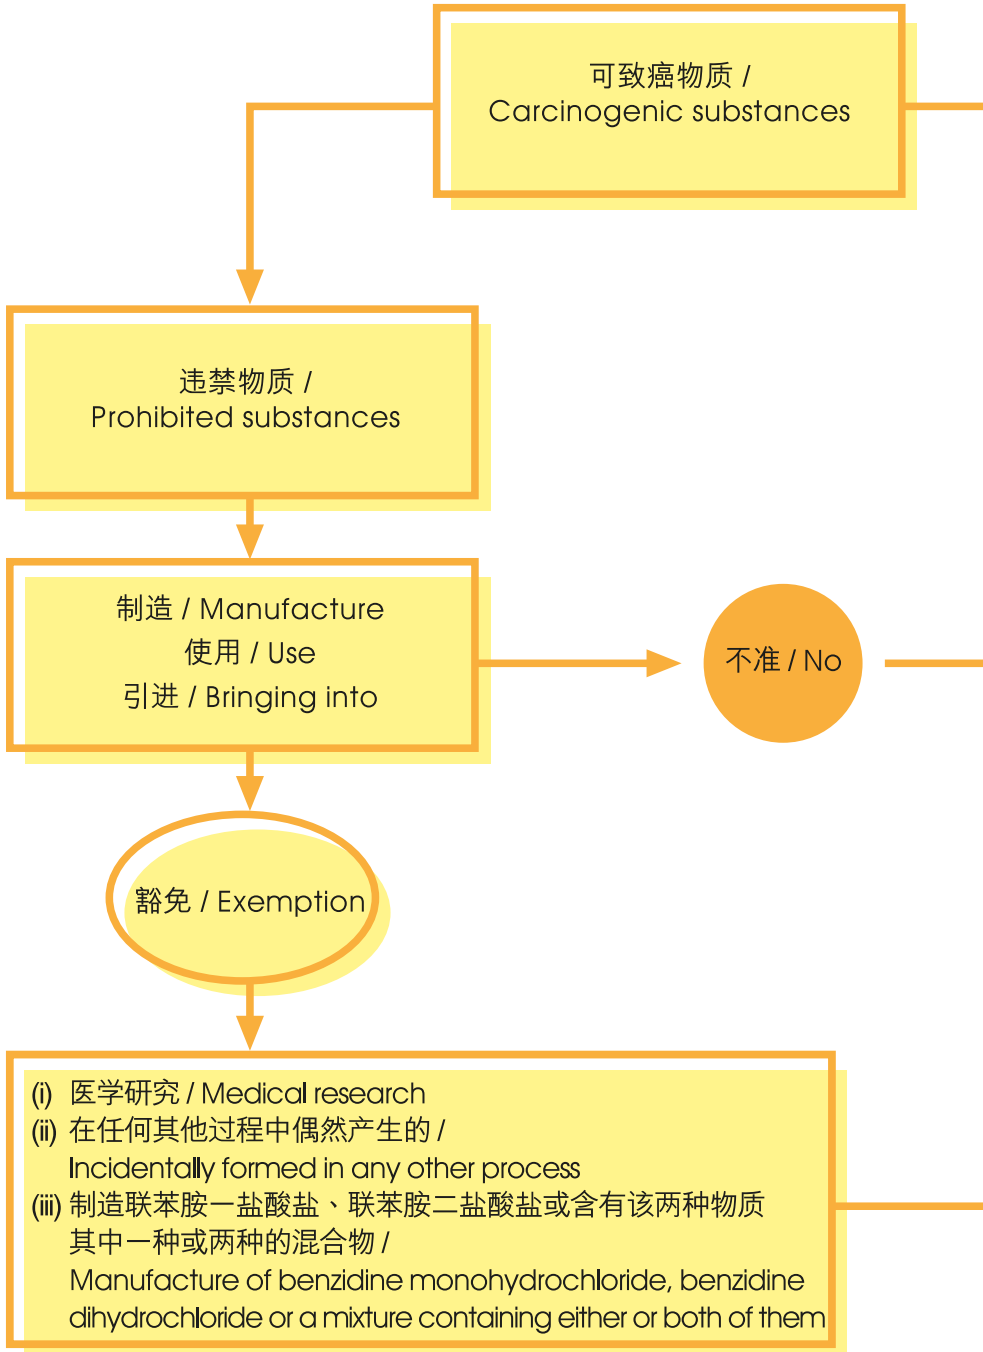 可致癌物质 /
Carcinogenic substances
违禁物质 /
Prohibited substances
制造 / Manufacture
使用 / Use
引进 / Bringing into
不准 / No
豁免 / Exemption
(i) 医学研究 / Medical research
(ii) 在任何其他过程中偶然产生的 /
Incidentally formed in any other process
(iii) 制造联苯胺一盐酸盐、联苯胺二盐酸盐或含有该两种物质
其中一种或两种的混合物 /
Manufacture of benzidine monohydrochloride, benzidine
dihydrochloride or a mixture containing either or both of them